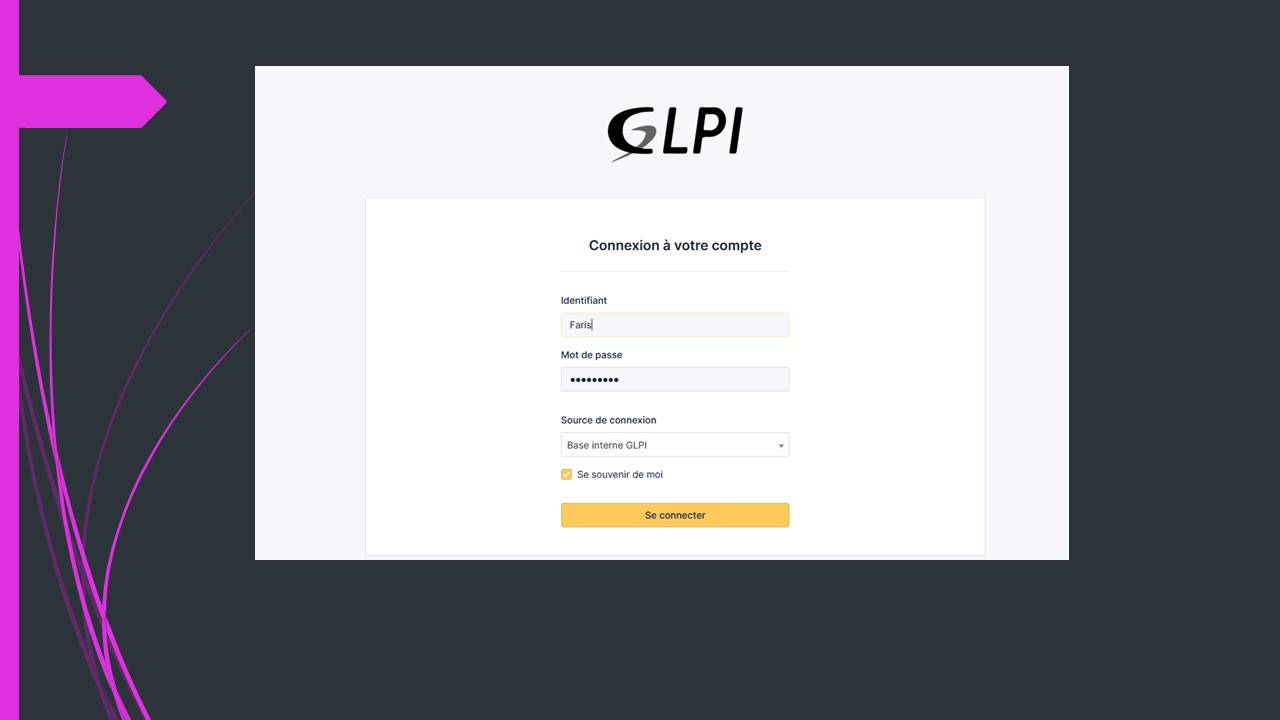 GLPI
Connexion à votre compte
Identifiant
Faris
Mot de passe
•••••••••
Source de connexion
Base interne GLPI
Se souvenir de moi
Se connecter